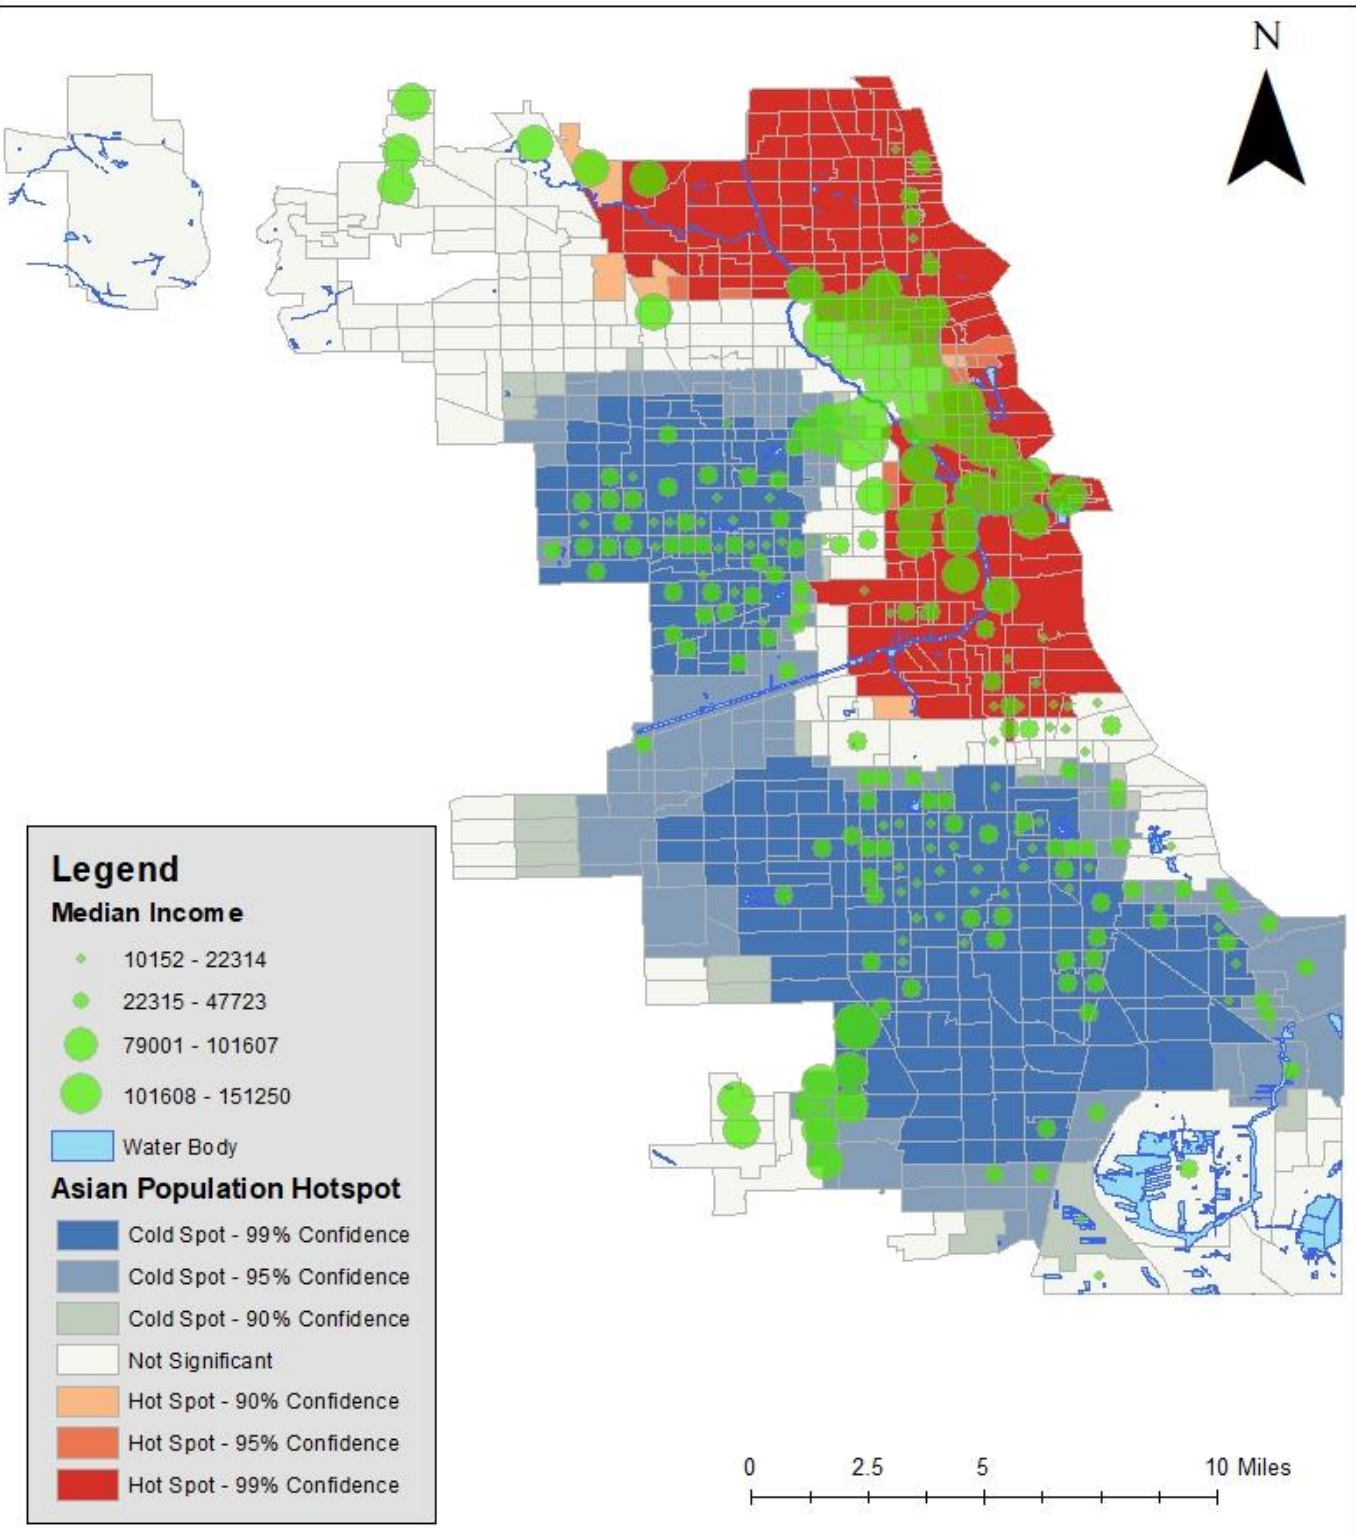 N
Legend
Median Income
10152 - 22314
22315 - 47723
79001 - 101607
101608 - 151250
Water Body
Asian Population Hotspot
Cold Spot - 99% Confidence
Cold Spot - 95% Confidence
Cold Spot - 90% Confidence
Not Significant
Hot Spot - 90% Confidence
Hot Spot - 95% Confidence
Hot Spot - 99% Confidence
0 2.5 5 10 Miles